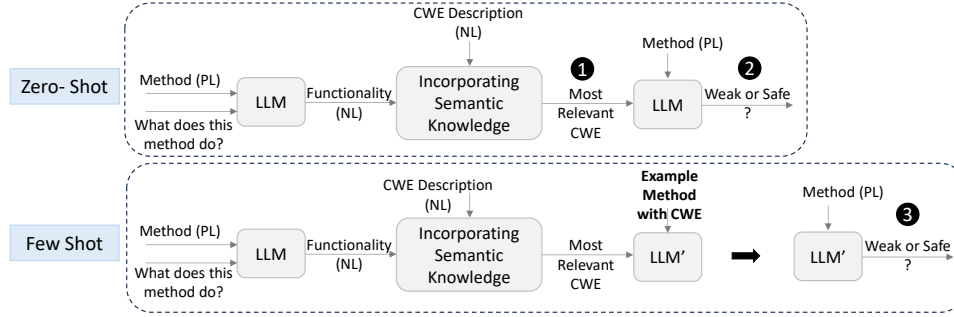 CWE Description
(NL)
Method (PL)
1
2
Zero- Shot
Method (PL)
LLM
Functionality
(NL)
Incorporating
Semantic
Knowledge
Most
Relevant
CWE
LLM
Weak or Safe
?
What does this
method do?
CWE Description
(NL)
Example
Method
with CWE
Method (PL)
3
Few Shot
Method (PL)
LLM
Functionality
(NL)
Incorporating
Semantic
Knowledge
Most
Relevant
CWE
LLM'
LLM'
Weak or Safe
?
What does this
method do?